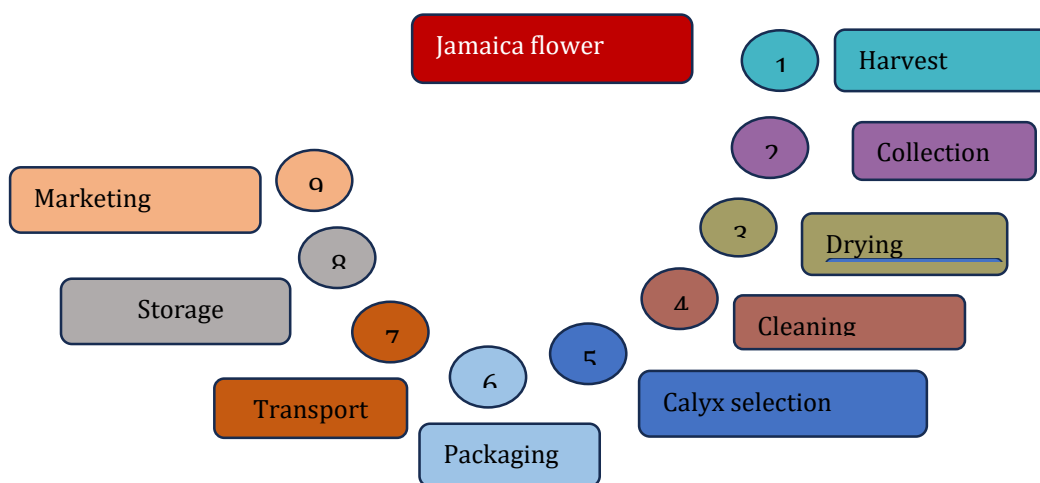 Jamaica flower
1
Harvest
2
Collection
3
Drying
4
Cleaning
5
Calyx selection
6
Packaging
7
Transport
8
Storage
9
Marketing